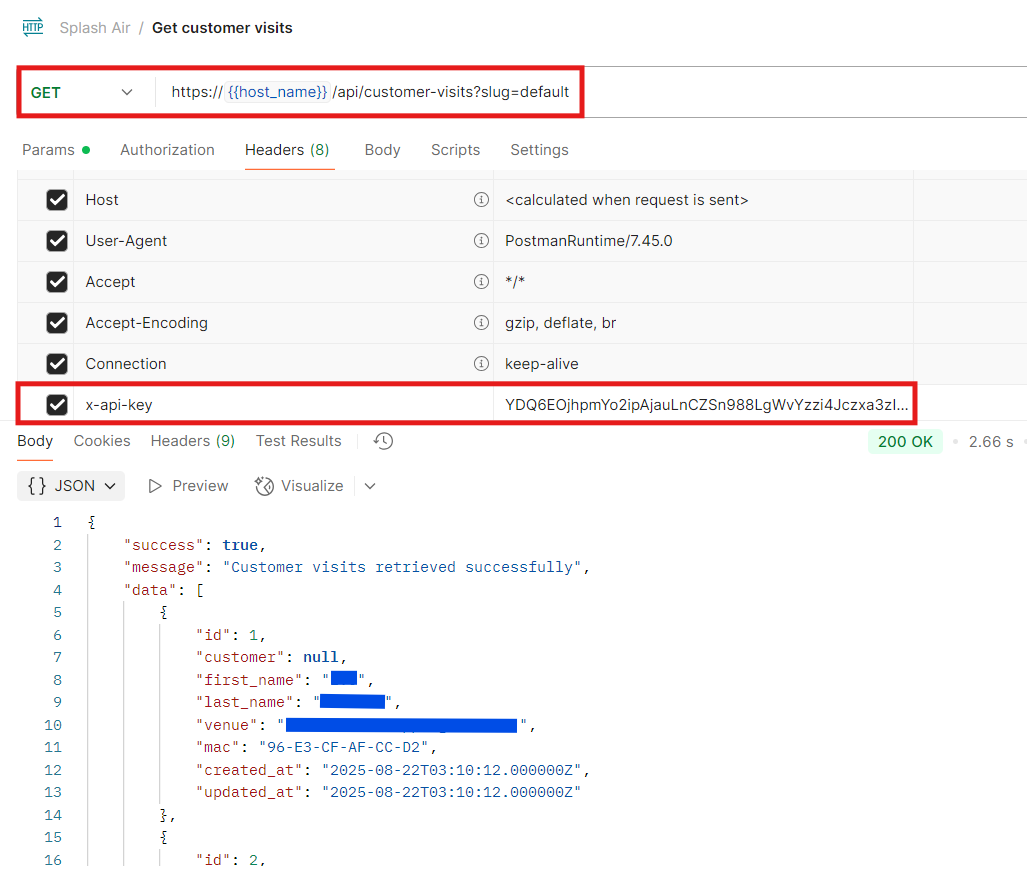 HTTP Splash Air / Get customer visits
GET https:// {{host_name}} /api/customer-visits?slug=default
Params Authorization Headers (8) Body Scripts Settings
Host <calculated when request is sent>
User-Agent PostmanRuntime/7.45.0
Accept */*
Accept-Encoding gzip, deflate, br
Connection keep-alive
x-api-key YDQ6EOjhpmYo2ipAjauLnCZSn988LgWvYzzi4Jczxa3zI...
Body Cookies Headers (9) Test Results 200 OK • 2.66 s
{} JSON Preview Visualize
1 {
2 "success": true,
3 "message": "Customer visits retrieved successfully",
4 "data": [
5 {
6 "id": 1,
7 "customer": null,
8 "first_name": "",
9 "last_name": "",
10 "venue": "",
11 "mac": "96-E3-CF-AF-CC-D2",
12 "created_at": "2025-08-22T03:10:12.000000Z",
13 "updated_at": "2025-08-22T03:10:12.000000Z"
14 },
15 {
16 "id": 2,